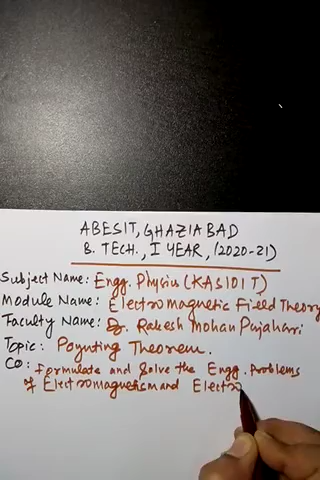 ABESIT, GHAZIABAD
B. TECH., I YEAR, (2020-21)
Subject Name: Engg. Physics (KAS101T)
Module Name: Electromagnetic Field Theory
Faculty Name: Dr. Rakesh Mohan Pujahari
Topic: Poynting Theorem.
CO: Formulate and Solve the Engg. Problems
of Electromagnetism and Electro